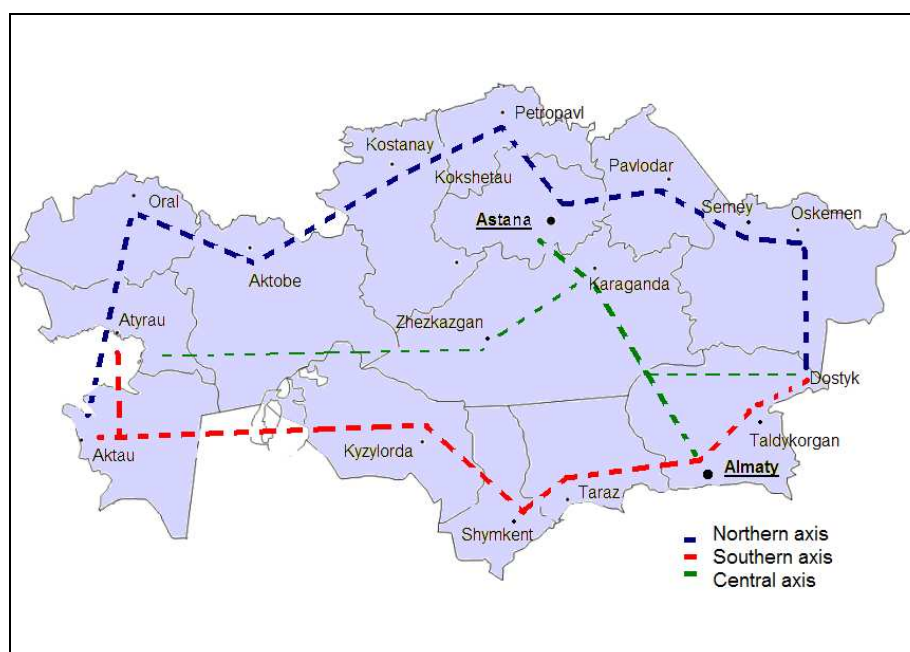 Petropavl
Kostanay
Kokshetau
Pavlodar
Oral
Semey
Oskemen
Astana
Aktobe
Karaganda
Atyrau
Zhezkazgan
Dostyk
Aktau
Kyzylorda
Taldykorgan
Almaty
Taraz
Shymkent
Northern axis
Southern axis
Central axis